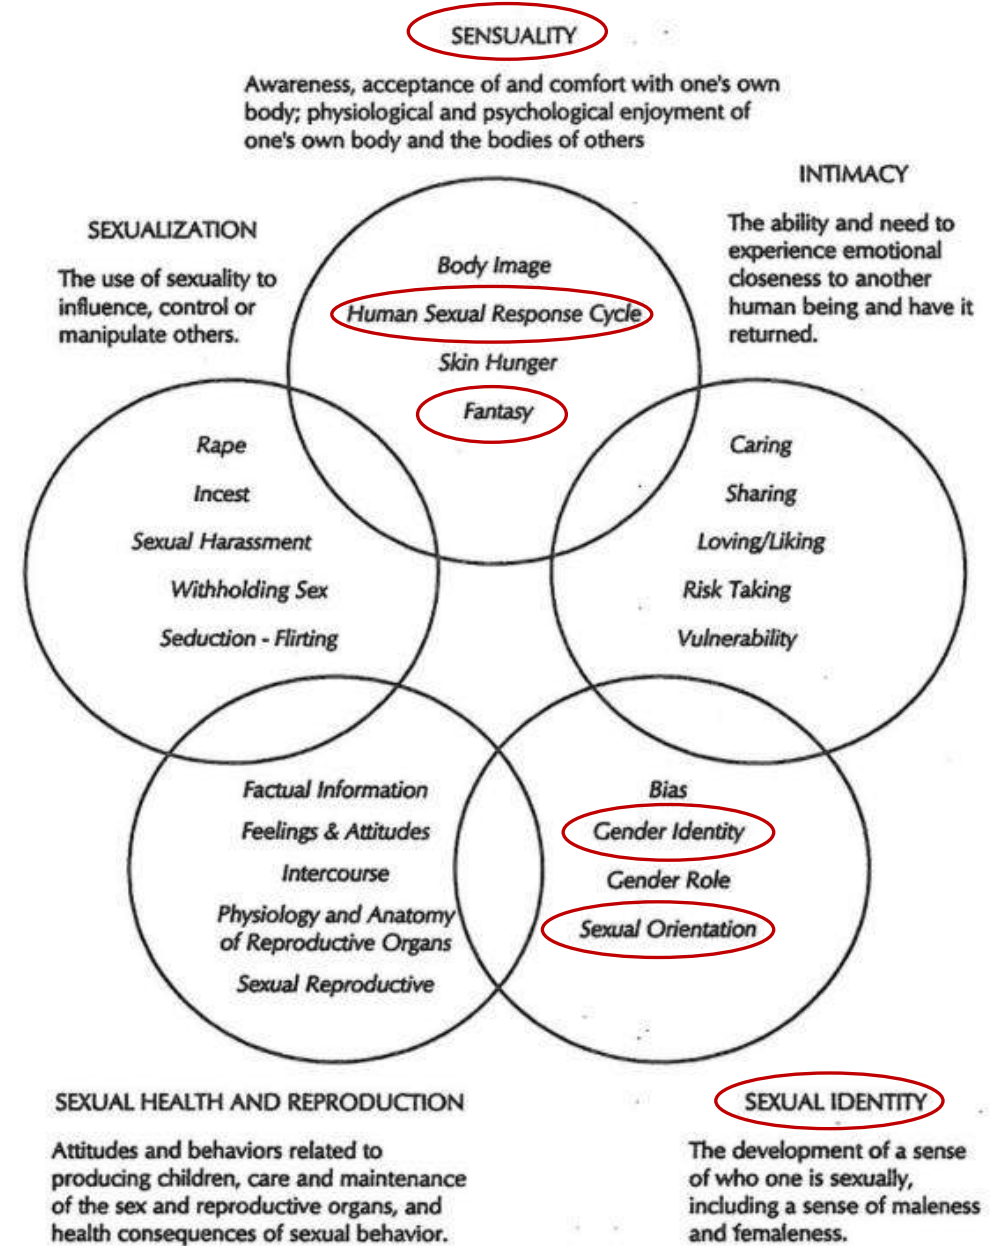 SENSUALITY
Awareness, acceptance of and comfort with one's own
body; physiological and psychological enjoyment of
one's own body and the bodies of others
INTIMACY
The ability and need to
experience emotional
closeness to another
human being and have it
returned.
SEXUALIZATION
The use of sexuality to
influence, control or
manipulate others.
Body Image
Human Sexual Response Cycle
Skin Hunger
Fantasy
Rape
Incest
Sexual Harassment
Withholding Sex
Seduction - Flirting
Caring
Sharing
Loving/Liking
Risk Taking
Vulnerability
Factual Information
Feelings & Attitudes
Intercourse
Physiology and Anatomy
of Reproductive Organs
Sexual Reproductive
Bias
Gender Identity
Gender Role
Sexual Orientation
SEXUAL HEALTH AND REPRODUCTION
Attitudes and behaviors related to
producing children, care and maintenance
of the sex and reproductive organs, and
health consequences of sexual behavior.
SEXUAL IDENTITY
The development of a sense
of who one is sexually,
including a sense of maleness
and femaleness.